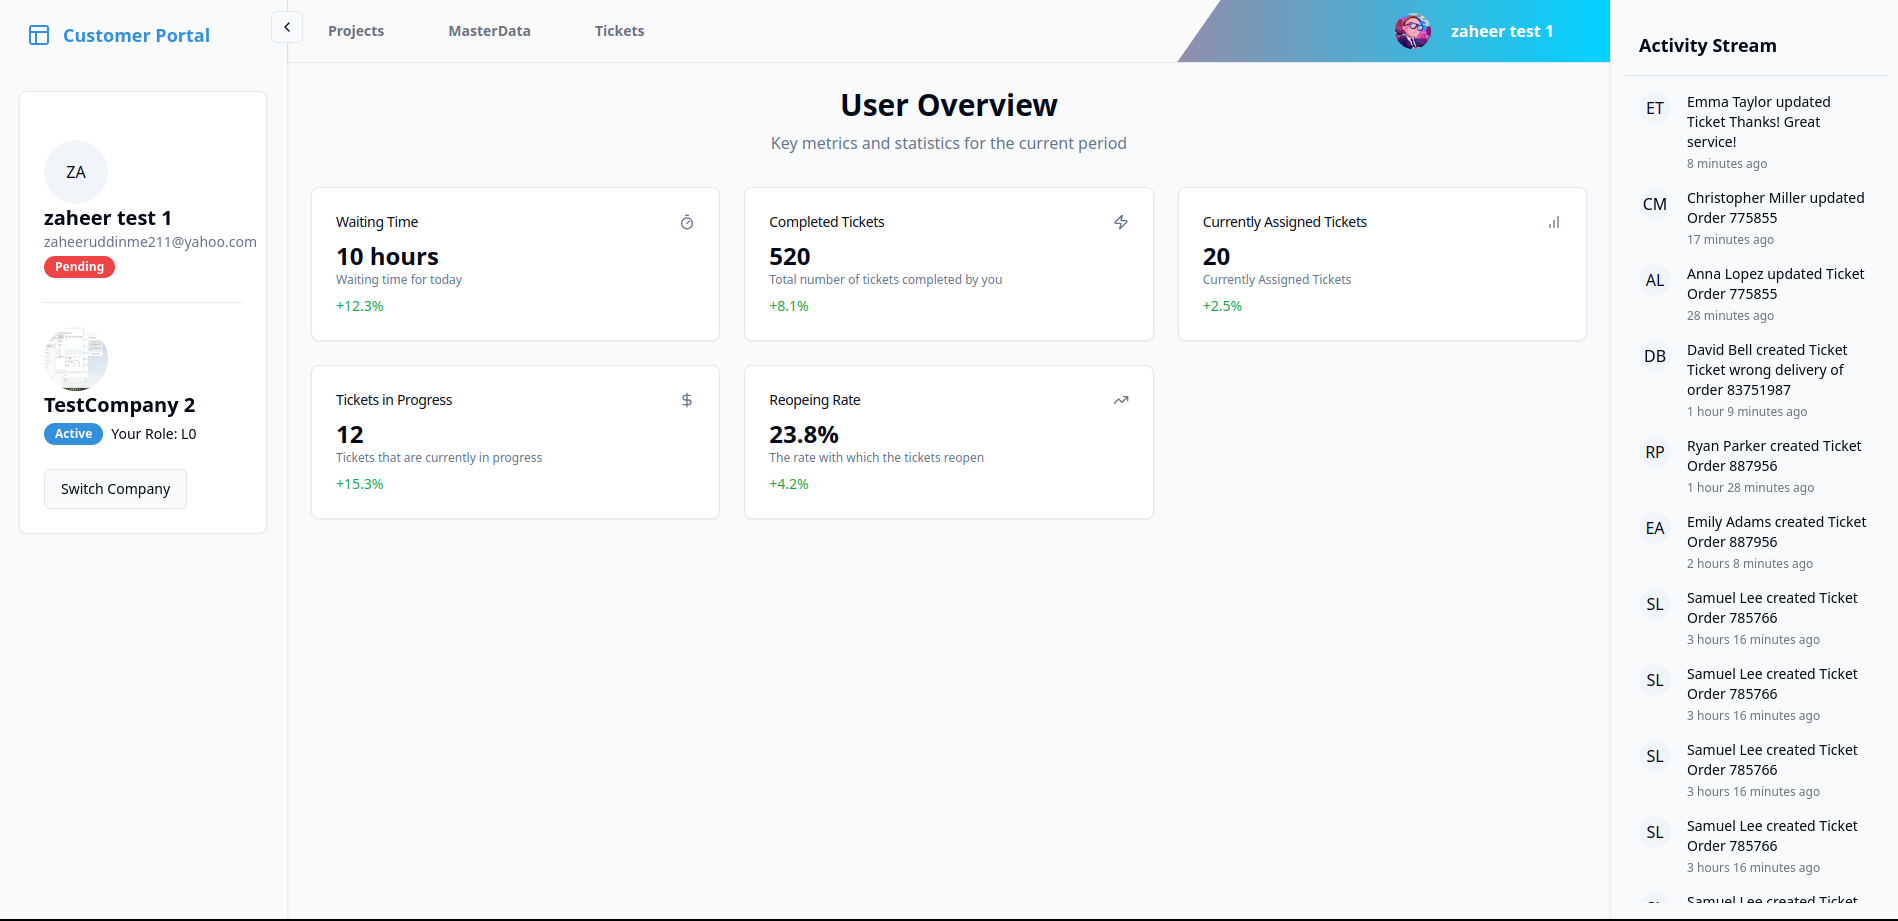 Customer Portal
ZA
zaheer test 1
zaheeruddinme211@yahoo.com
Pending
TestCompany 2
Active Your Role: L0
Switch Company
Projects MasterData Tickets
zaheer test 1
User Overview
Key metrics and statistics for the current period
Waiting Time
10 hours
Waiting time for today
+12.3%
Completed Tickets
520
Total number of tickets completed by you
+8.1%
Currently Assigned Tickets
20
Currently Assigned Tickets
+2.5%
Tickets in Progress
12
Tickets that are currently in progress
+15.3%
Reopeing Rate
23.8%
The rate with which the tickets reopen
+4.2%
Activity Stream
ET
Emma Taylor updated
Ticket Thanks! Great
service!
8 minutes ago
CM
Christopher Miller updated
Order 775855
17 minutes ago
AL
Anna Lopez updated Ticket
Order 775855
28 minutes ago
DB
David Bell created Ticket
Ticket wrong delivery of
order 83751987
1 hour 9 minutes ago
RP
Ryan Parker created Ticket
Order 887956
1 hour 28 minutes ago
EA
Emily Adams created Ticket
Order 887956
2 hours 8 minutes ago
SL
Samuel Lee created Ticket
Order 785766
3 hours 16 minutes ago
SL
Samuel Lee created Ticket
Order 785766
3 hours 16 minutes ago
SL
Samuel Lee created Ticket
Order 785766
3 hours 16 minutes ago
SL
Samuel Lee created Ticket
Order 785766
3 hours 16 minutes ago
Samuel Lee created Ticket